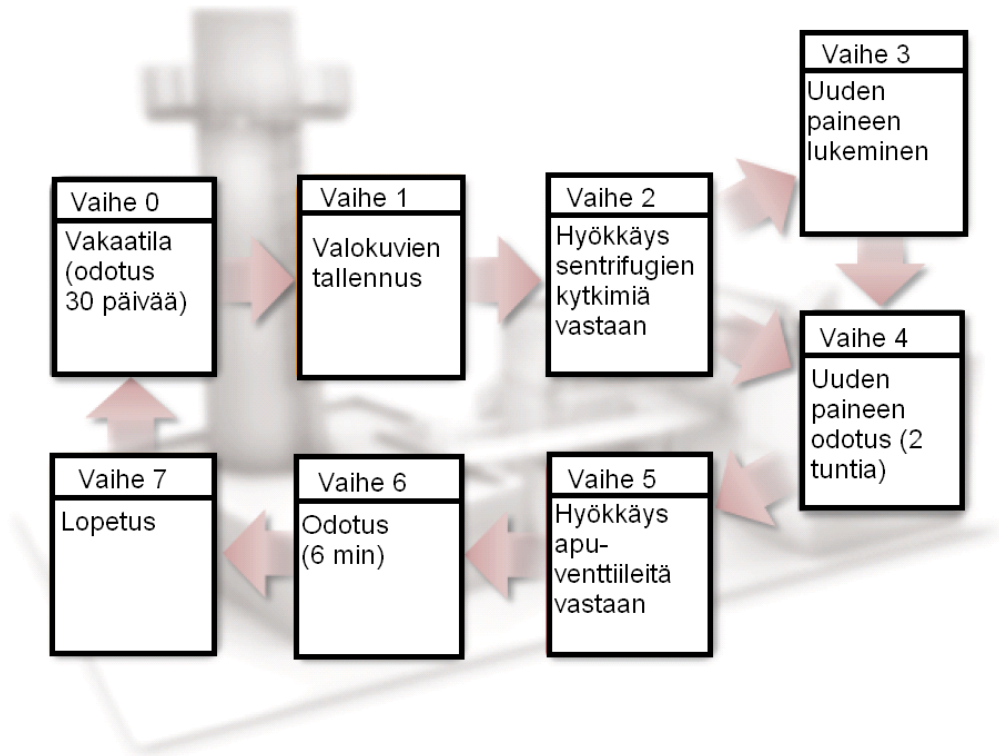 Vaihe 0
Vakaatila
(odotus
30 päivää)
Vaihe 1
Valokuvien
tallennus
Vaihe 2
Hyökkäys
sentrifugien
kytkimiä
vastaan
Vaihe 3
Uuden
paineen
lukeminen
Vaihe 4
Uuden
paineen
odotus (2
tuntia)
Vaihe 5
Hyökkäys
apu-
venttiileitä
vastaan
Vaihe 6
Odotus
(6 min)
Vaihe 7
Lopetus